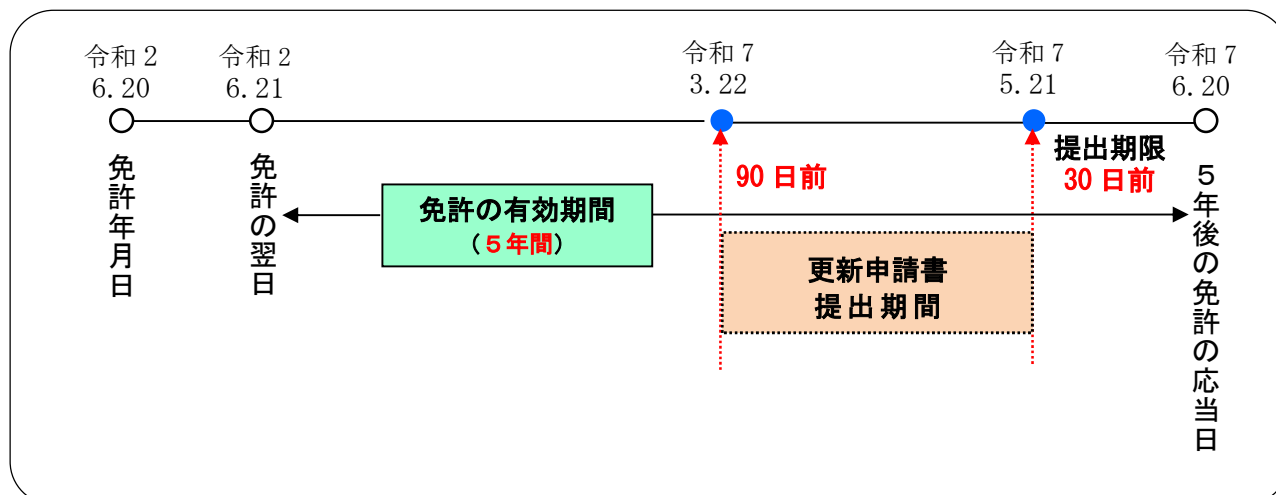 令和２
6.20
令和２
6.21
令和７
3.22
令和７
5.21
令和７
6.20
免許年月日
免許の翌日
90 日前
提出期限
30 日前
５年後の免許の応当日
免許の有効期間
（５年間）
更新申請書
提出期間